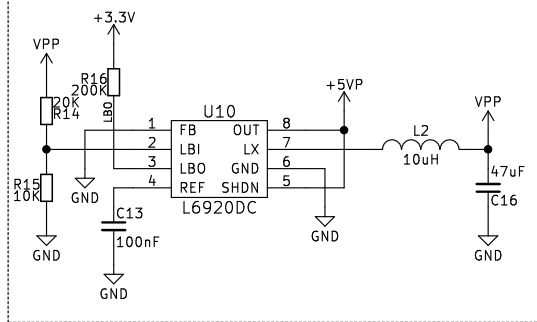 +3.3V
VPP
R16
200K
LBO
20K
R14
+5VP
VPP
U10
1 FB OUT 8
2 LBI LX 7
3 LBO GND 6
4 REF SHDN 5
L6920DC
L2
10uH
47uF
C16
R15
10K
GND
C13
100nF
GND
GND
GND
GND